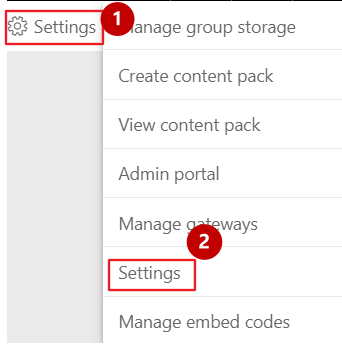 Settings
1
Manage group storage
Create content pack
View content pack
Admin portal
Manage gateways
2
Settings
Manage embed codes